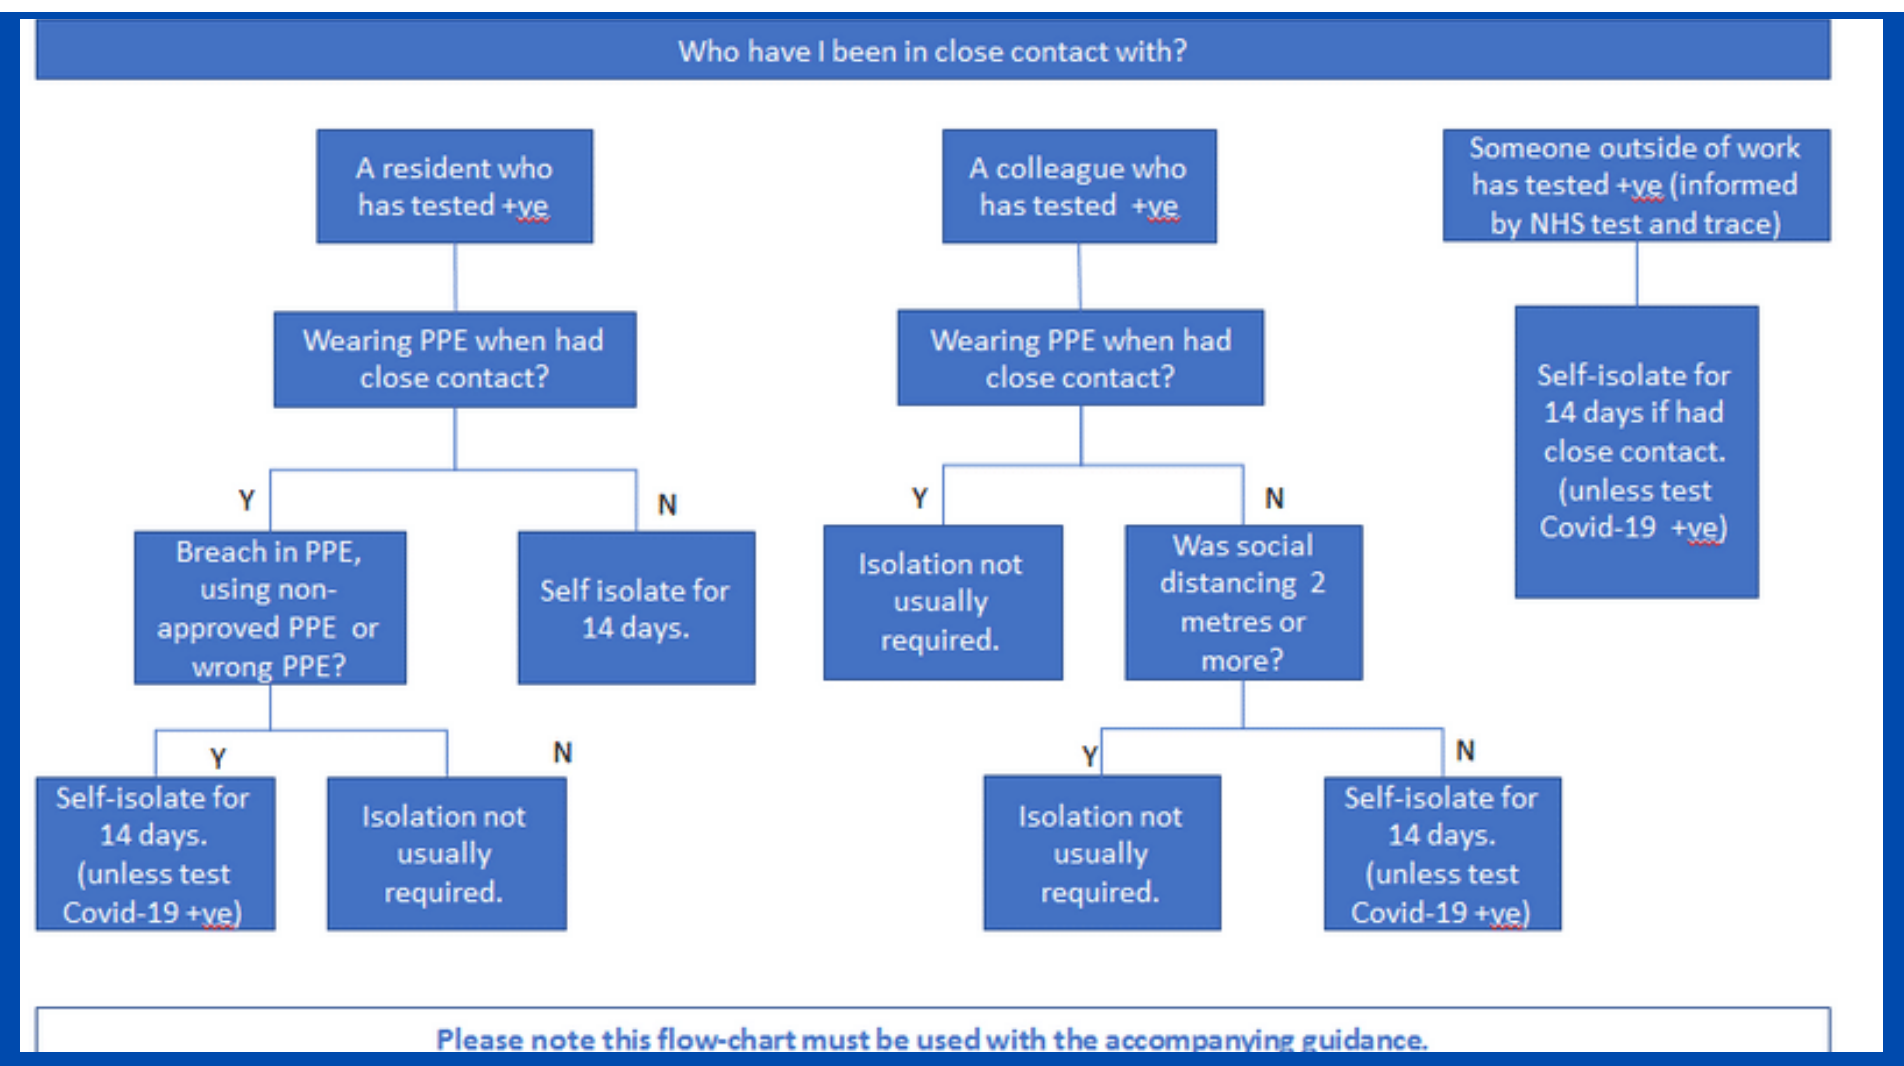 Who have I been in close contact with?
A resident who
has tested +ve
A colleague who
has tested +ve
Someone outside of work
has tested +ve (informed
by NHS test and trace)
Wearing PPE when had
close contact?
Wearing PPE when had
close contact?
Self-isolate for
14 days if had
close contact.
(unless test
Covid-19 +ve)
Y
N
Y
N
Breach in PPE,
using non-
approved PPE or
wrong PPE?
Self isolate for
14 days.
Isolation not
usually
required.
Was social
distancing 2
metres or
more?
Y
N
Y
N
Self-isolate for
14 days.
(unless test
Covid-19 +ve)
Isolation not
usually
required.
Isolation not
usually
required.
Self-isolate for
14 days.
(unless test
Covid-19 +ve)
Please note this flow-chart must be used with the accompanying guidance.